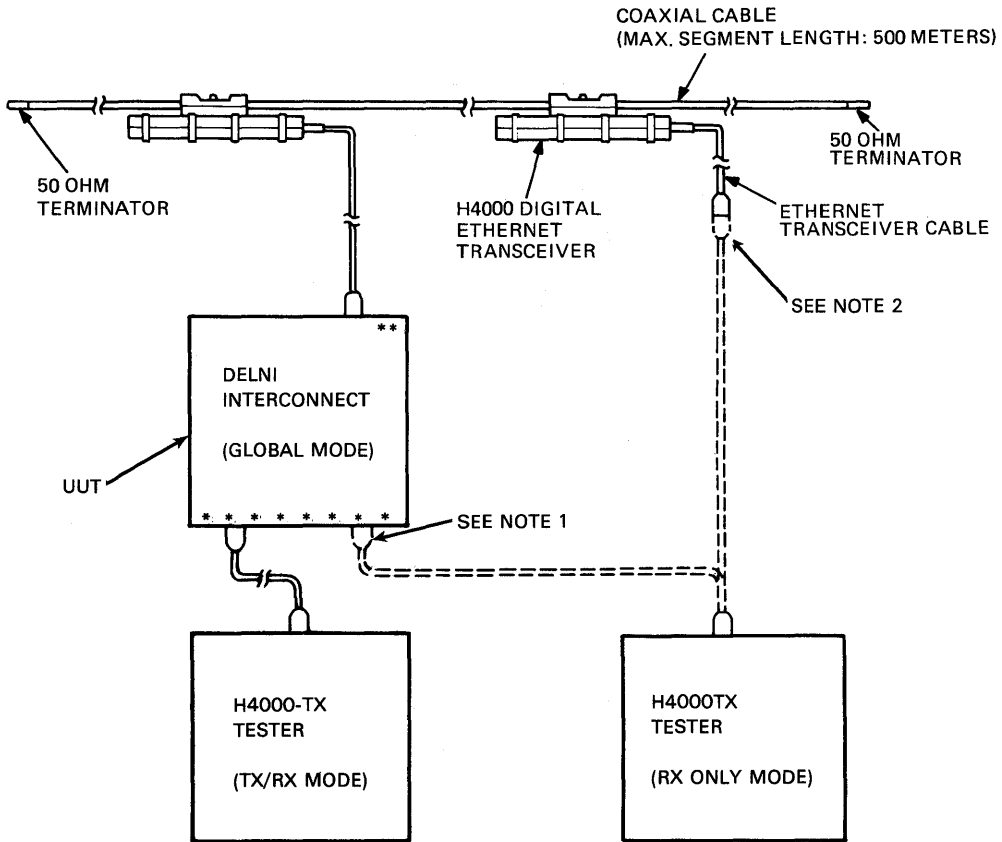 COAXIAL CABLE
(MAX. SEGMENT LENGTH: 500 METERS)
50 OHM
TERMINATOR
H4000 DIGITAL
ETHERNET
TRANSCEIVER
50 OHM
TERMINATOR
ETHERNET
TRANSCEIVER CABLE
SEE NOTE 2
**
DELNI
INTERCONNECT
(GLOBAL MODE)
UUT
* * * * * * * *
SEE NOTE 1
H4000-TX
TESTER
(TX/RX MODE)
H4000TX
TESTER
(RX ONLY MODE)